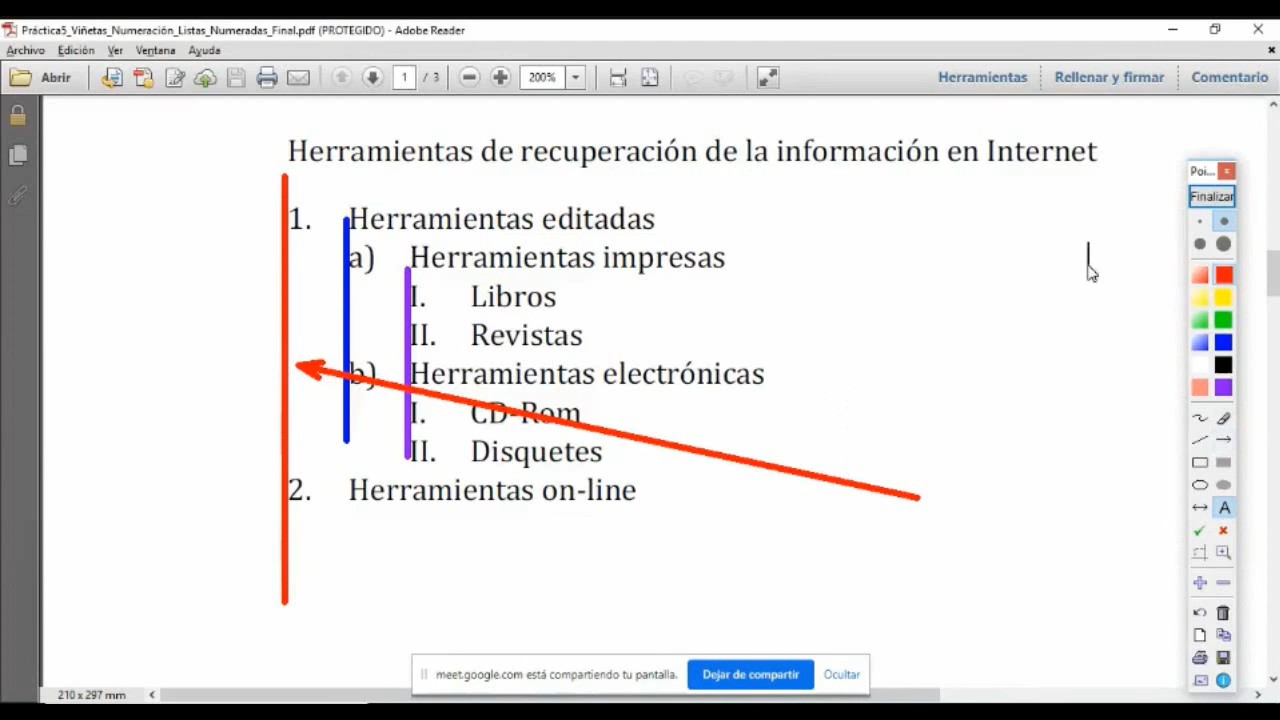 Práctica5_Viñetas_Numeración_Listas_Numeradas_Final.pdf (PROTEGIDO) - Adobe Reader
Archivo Edición Ver Ventana Ayuda
Abrir 1 / 3 200% Herramientas Rellenar y firmar Comentario
Herramientas de recuperación de la información en Internet
Poi...
Finalizar
1. Herramientas editadas
a) Herramientas impresas
I. Libros
II. Revistas
b) Herramientas electrónicas
I. CD-Rom
II. Disquetes
2. Herramientas on-line
A
meet.google.com está compartiendo tu pantalla. Dejar de compartir Ocultar
210 x 297 mm